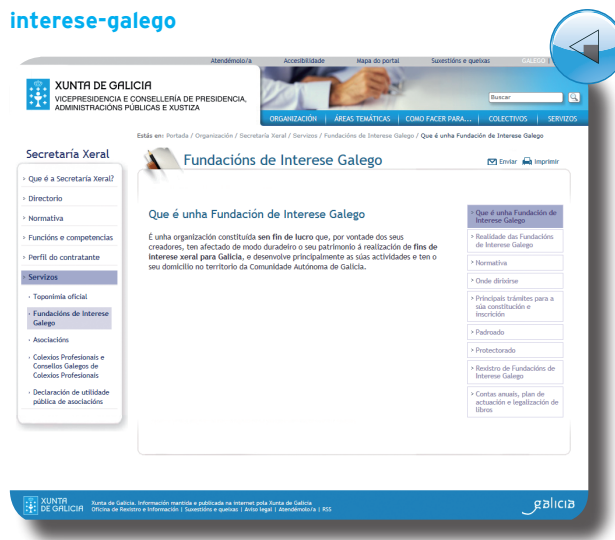 interese-galego
Atendémolo/a Accesibilidade Mapa do portal Suxestións e queixas GALEGO |
XUNTA DE GALICIA
VICEPRESIDENCIA E CONSELLERÍA DE PRESIDENCIA,
ADMINISTRACIÓNS PÚBLICAS E XUSTIZA
Buscar
ORGANIZACIÓN | ÁREAS TEMÁTICAS | COMO FACER PARA... | COLECTIVOS | SERVIZOS
Estás en: Portada / Organización / Secretaría Xeral / Servizos / Fundacións de Interese Galego / Que é unha Fundación de Interese Galego
Secretaría Xeral
› Que é a Secretaría Xeral?
› Directorio
› Normativa
› Funcións e competencias
› Perfil do contratante
› Servizos
› Toponimia oficial
› Fundacións de Interese
Galego
› Asociacións
› Colexios Profesionais e
Consellos Galegos de
Colexios Profesionais
› Declaración de utilidade
pública de asociacións
Fundacións de Interese Galego
Enviar Imprimir
Que é unha Fundación de Interese Galego
É unha organización constituída sen fin de lucro que, por vontade dos seus
creadores, ten afectado de modo duradeiro o seu patrimonio á realización de fins de
interese xeral para Galicia, e desenvolve principalmente as súas actividades e ten o
seu domicilio no territorio da Comunidade Autónoma de Galicia.
› Que é unha Fundación de
Interese Galego
› Realidade das Fundacións
de Interese Galego
› Normativa
› Onde dirixirse
› Principais trámites para a
súa constitución e
inscrición
› Padroado
› Protectorado
› Rexistro de Fundacións de
Interese Galego
› Contas anuais, plan de
actuación e legalización de
libros
XUNTA
DE GALICIA
Xunta de Galicia. Información mantida e publicada na internet pola Xunta de Galicia
Oficina de Rexistro e Información | Suxestións e queixas | Aviso legal | Atendémolo/a | RSS
galicia